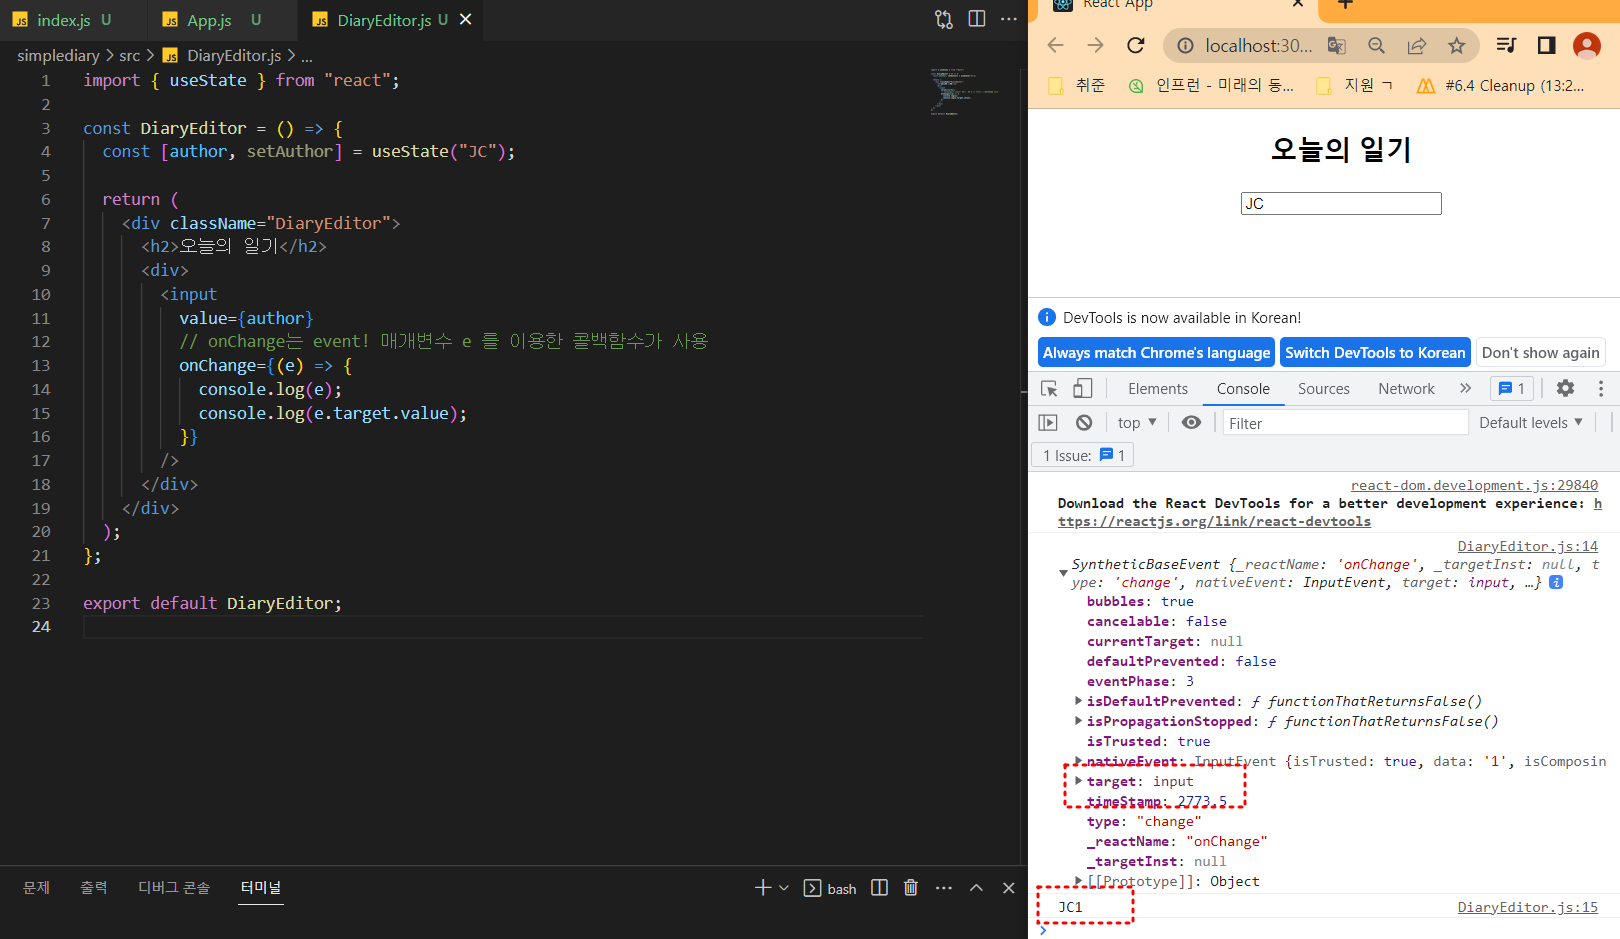 index.js U App.js U DiaryEditor.js U
simplediary > src > DiaryEditor.js > ...
1 import { useState } from "react";
2
3 const DiaryEditor = () => {
4 const [author, setAuthor] = useState("JC");
5
6 return (
7 <div className="DiaryEditor">
8 <h2>오늘의 일기</h2>
9 <div>
10 <input
11 value={author}
12 // onChange는 event! 매개변수 e 를 이용한 콜백함수가 사용
13 onChange={(e) => {
14 console.log(e);
15 console.log(e.target.value);
16 }}
17 />
18 </div>
19 </div>
20 );
21 };
22
23 export default DiaryEditor;
24
문제 출력 디버그 콘솔 터미널 bash
React App
localhost:30...
취준 인프런 - 미래의 동... 지원 ㄱ #6.4 Cleanup (13:2...
오늘의 일기
JC
DevTools is now available in Korean!
Always match Chrome's language Switch DevTools to Korean Don't show again
Elements Console Sources Network 1
top Filter Default levels
1 Issue: 1
react-dom.development.js:29840
Download the React DevTools for a better development experience: h
ttps://reactjs.org/link/react-devtools
DiaryEditor.js:14
SyntheticBaseEvent {_reactName: 'onChange', _targetInst: null, t
ype: 'change', nativeEvent: InputEvent, target: input, …}
bubbles: true
cancelable: false
currentTarget: null
defaultPrevented: false
eventPhase: 3
isDefaultPrevented: ƒ functionThatReturnsFalse()
isPropagationStopped: ƒ functionThatReturnsFalse()
isTrusted: true
nativeEvent: InputEvent {isTrusted: true, data: '1', isComposin
target: input
timeStamp: 2773.5
type: "change"
_reactName: "onChange"
_targetInst: null
[[Prototype]]: Object
JC1 DiaryEditor.js:15